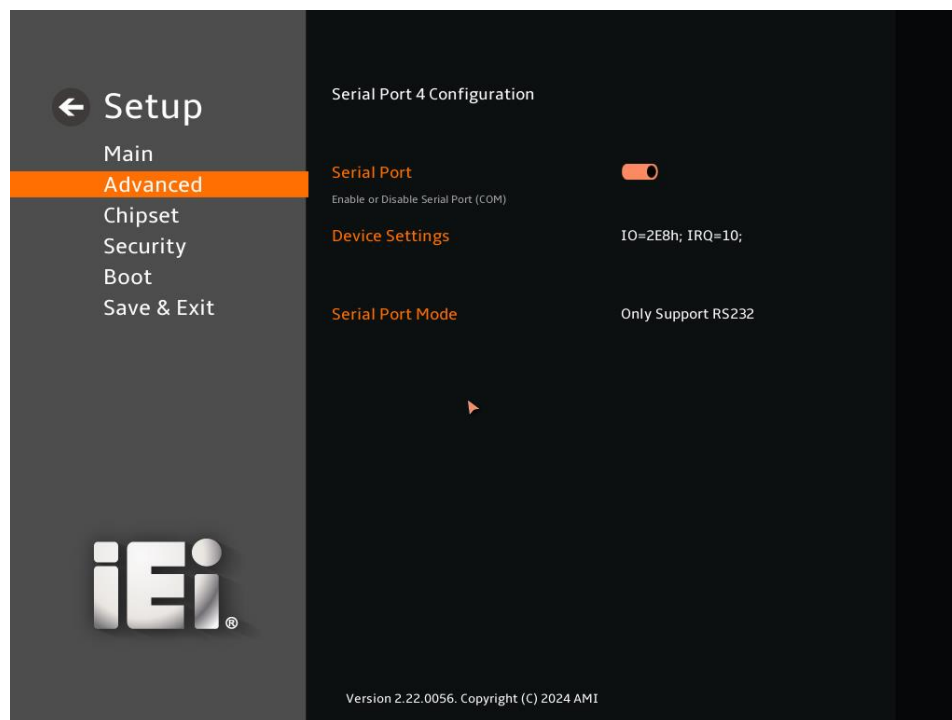 Setup
Main
Advanced
Chipset
Security
Boot
Save & Exit
iEi®
Serial Port 4 Configuration
Serial Port
Enable or Disable Serial Port (COM)
Device Settings IO=2E8h; IRQ=10;
Serial Port Mode Only Support RS232
Version 2.22.0056. Copyright (C) 2024 AMI